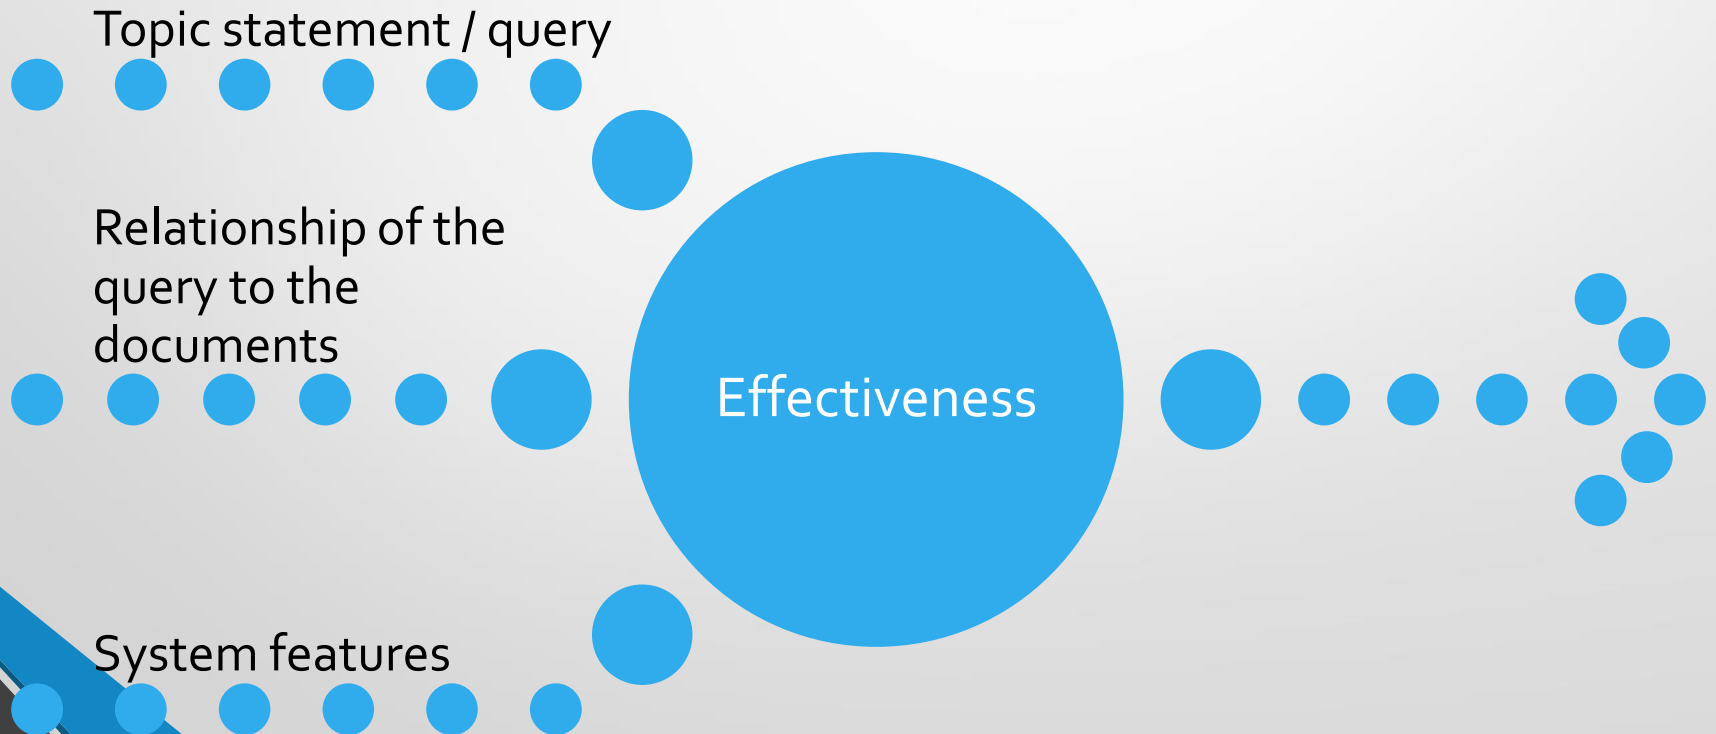 Topic statement / query
Relationship of the
query to the
documents
Effectiveness
System features